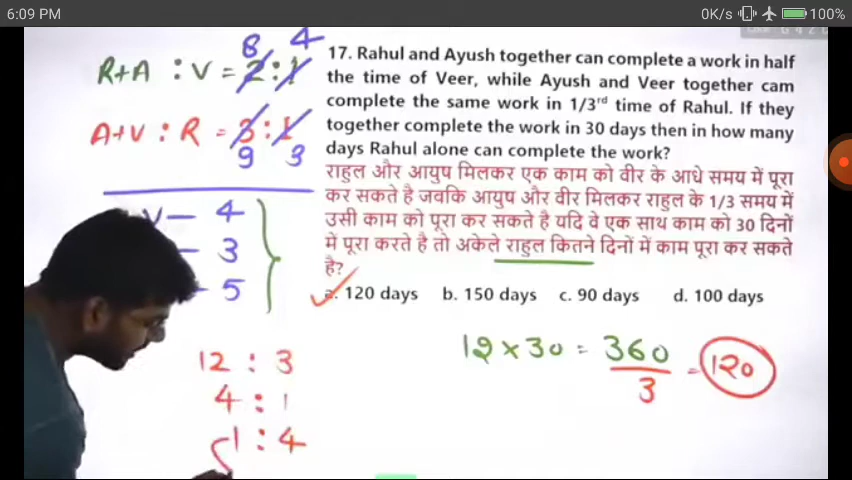 6:09 PM
0K/s 100%
8 4
R+A : V = 2 : 1
A+V : R = 3 : 1
9 3
V – 4
– 3
– 5
12 : 3
4 : 1
1 : 4
17. Rahul and Ayush together can complete a work in half
the time of Veer, while Ayush and Veer together cam
complete the same work in 1/3rd time of Rahul. If they
together complete the work in 30 days then in how many
days Rahul alone can complete the work?
राहुल और आयुष मिलकर एक काम को वीर के आधे समय में पूरा
कर सकते है जबकि आयुष और वीर मिलकर राहुल के 1/3 समय में
उसी काम को पूरा कर सकते है यदि वे एक साथ काम को 30 दिनों
में पूरा करते है तो अकेले राहुल कितने दिनों में काम पूरा कर सकते
है?
a. 120 days b. 150 days c. 90 days d. 100 days
12 × 30 = 360
3
= 120